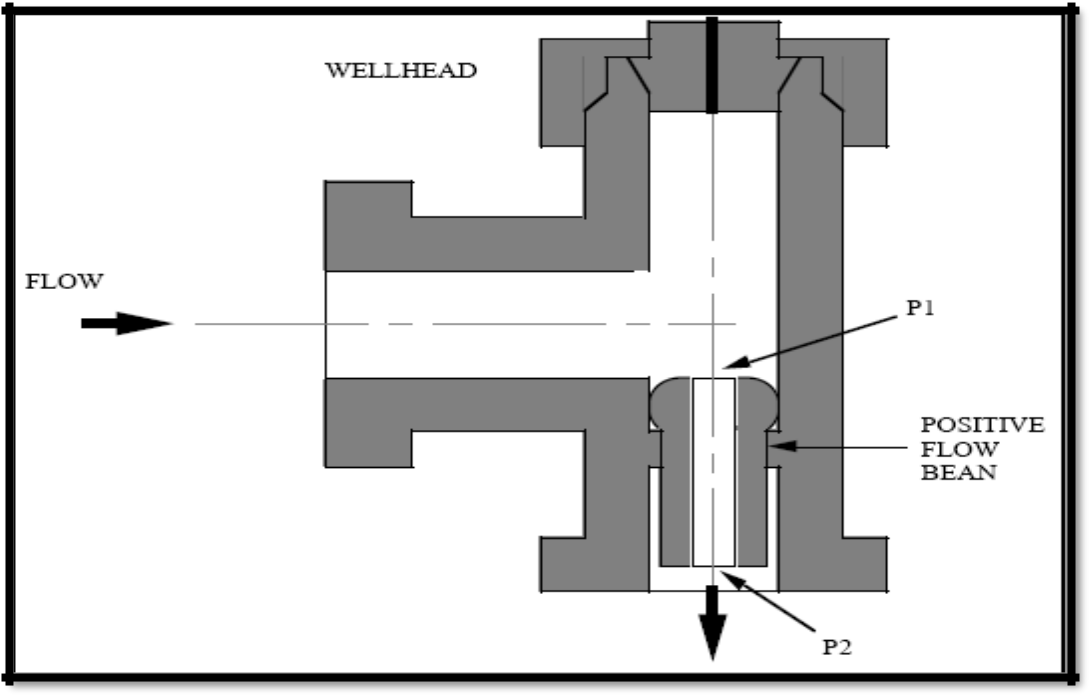 WELLHEAD
FLOW
P1
POSITIVE
FLOW
BEAN
P2